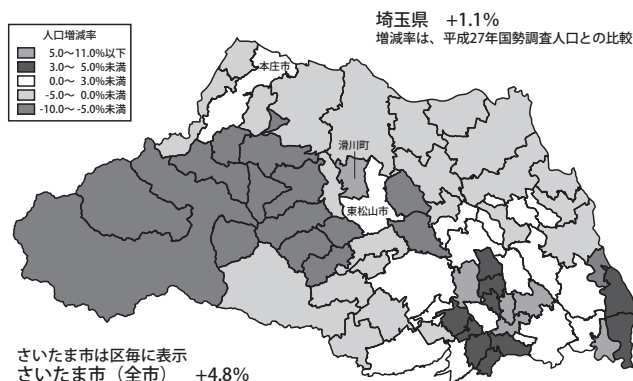 埼玉県 +1.1%
増減率は、平成27年国勢調査人口との比較
人口増減率
5.0～11.0%以下
3.0～ 5.0%未満
0.0～ 3.0%未満
-5.0～ 0.0%未満
-10.0～ -5.0%未満
本庄市
滑川町
東松山市
さいたま市は区毎に表示
さいたま市（全市） +4.8%